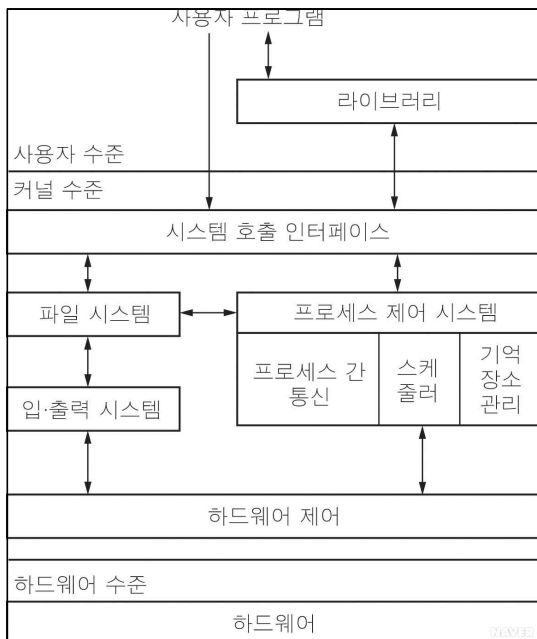 사용자 프로그램
라이브러리
사용자 수준
커널 수준
시스템 호출 인터페이스
파일 시스템
프로세스 제어 시스템
프로세스 간
통신
스케
줄러
기억
장소
관리
입·출력 시스템
하드웨어 제어
하드웨어 수준
하드웨어
NAVER